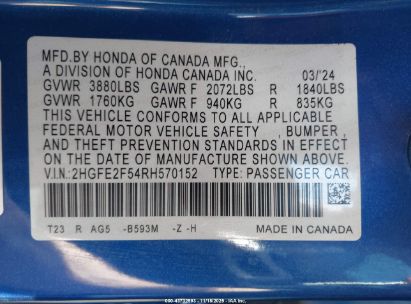 MFD.BY HONDA OF CANADA MFG.,
A DIVISION OF HONDA CANADA INC. 03/'24
GVWR 3880LBS GAWR F 2072LBS R 1840LBS
GVWR 1760KG GAWR F 940KG R 835KG
THIS VEHICLE CONFORMS TO ALL APPLICABLE
FEDERAL MOTOR VEHICLE SAFETY , BUMPER ,
AND THEFT PREVENTION STANDARDS IN EFFECT
ON THE DATE OF MANUFACTURE SHOWN ABOVE.
V.I.N:2HGFE2F54RH570152 TYPE: PASSENGER CAR
T23 R AG5 -B593M -Z -H MADE IN CANADA